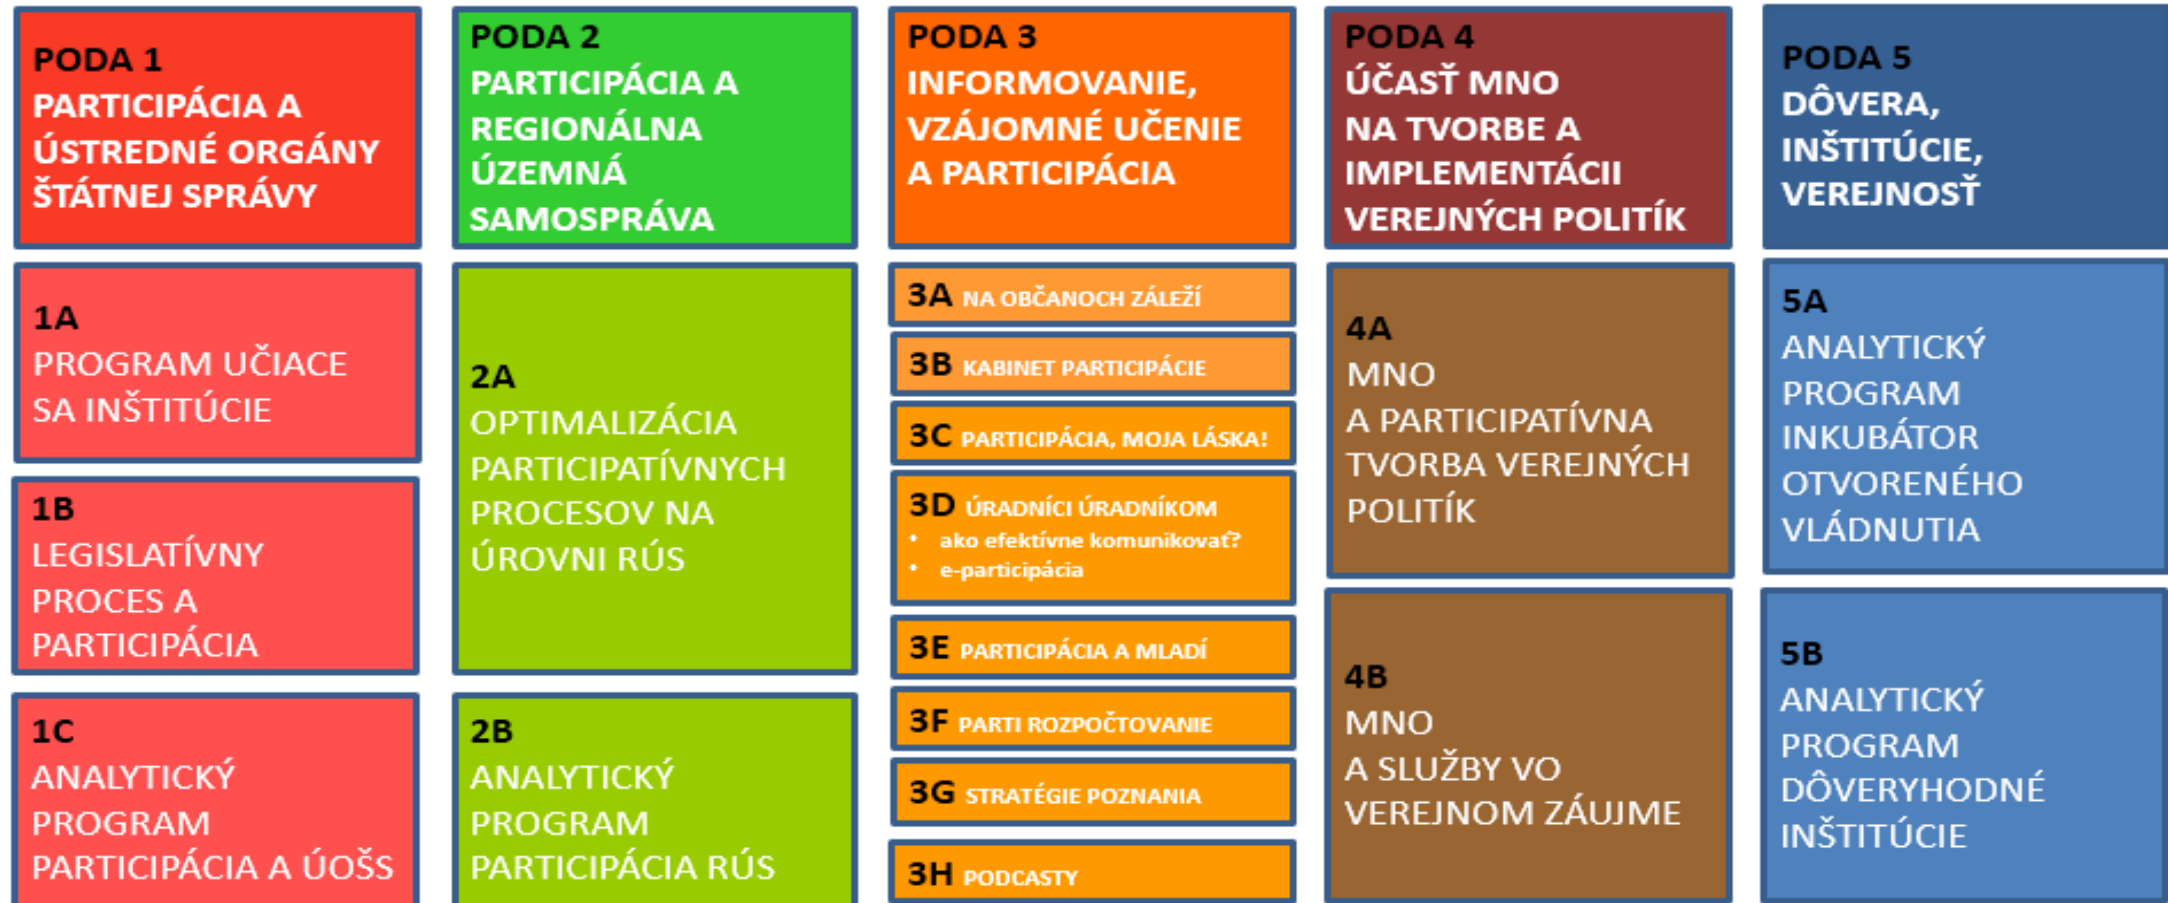 PODA 1
PARTICIPÁCIA A
ÚSTREDNÉ ORGÁNY
ŠTÁTNEJ SPRÁVY
1A
PROGRAM UČIACE
SA INŠTITÚCIE
1B
LEGISLATÍVNY
PROCES A
PARTICIPÁCIA
1C
ANALYTICKÝ
PROGRAM
PARTICIPÁCIA A ÚOŠS
PODA 2
PARTICIPÁCIA A
REGIONÁLNA
ÚZEMNÁ
SAMOSPRÁVA
2A
OPTIMALIZÁCIA
PARTICIPATÍVNYCH
PROCESOV NA
ÚROVNI RÚS
2B
ANALYTICKÝ
PROGRAM
PARTICIPÁCIA RÚS
PODA 3
INFORMOVANIE,
VZÁJOMNÉ UČENIE
A PARTICIPÁCIA
3A NA OBČANOCH ZÁLEŽÍ
3B KABINET PARTICIPÁCIE
3C PARTICIPÁCIA, MOJA LÁSKA!
3D ÚRADNÍCI ÚRADNÍKOM
• ako efektívne komunikovať?
• e-participácia
3E PARTICIPÁCIA A MLADÍ
3F PARTI ROZPOČTOVANIE
3G STRATÉGIE POZNANIA
3H PODCASTY
PODA 4
ÚČASŤ MNO
NA TVORBE A
IMPLEMENTÁCII
VEREJNÝCH POLITÍK
4A
MNO
A PARTICIPATÍVNA
TVORBA VEREJNÝCH
POLITÍK
4B
MNO
A SLUŽBY VO
VEREJNOM ZÁUJME
PODA 5
DÔVERA,
INŠTITÚCIE,
VEREJNOSŤ
5A
ANALYTICKÝ
PROGRAM
INKUBÁTOR
OTVORENÉHO
VLÁDNUTIA
5B
ANALYTICKÝ
PROGRAM
DÔVERYHODNÉ
INŠTITÚCIE